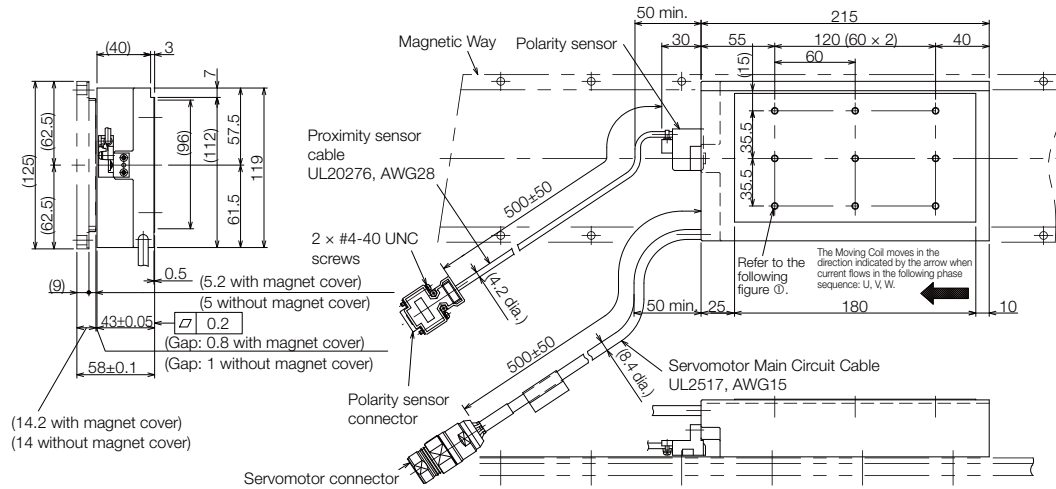 50 min.
215
(40)
3
Magnetic Way
Polarity sensor
30
55
120 (60 × 2)
40
60
(15)
7
(62.5)
(125)
(62.5)
(96)
(112)
57.5
119
61.5
Proximity sensor
cable
UL20276, AWG28
35.5
35.5
500±50
2 × #4-40 UNC
screws
(4.2 dia.)
Refer to the
following
figure ①.
The Moving Coil moves in the
direction indicated by the arrow when
current flows in the following phase
sequence: U, V, W.
0.5
(9)
(5.2 with magnet cover)
(5 without magnet cover)
50 min.
25
180
10
43±0.05
⏥ 0.2
(Gap: 0.8 with magnet cover)
(Gap: 1 without magnet cover)
58±0.1
500±50
(8.4 dia.)
Servomotor Main Circuit Cable
UL2517, AWG15
Polarity sensor
connector
(14.2 with magnet cover)
(14 without magnet cover)
Servomotor connector